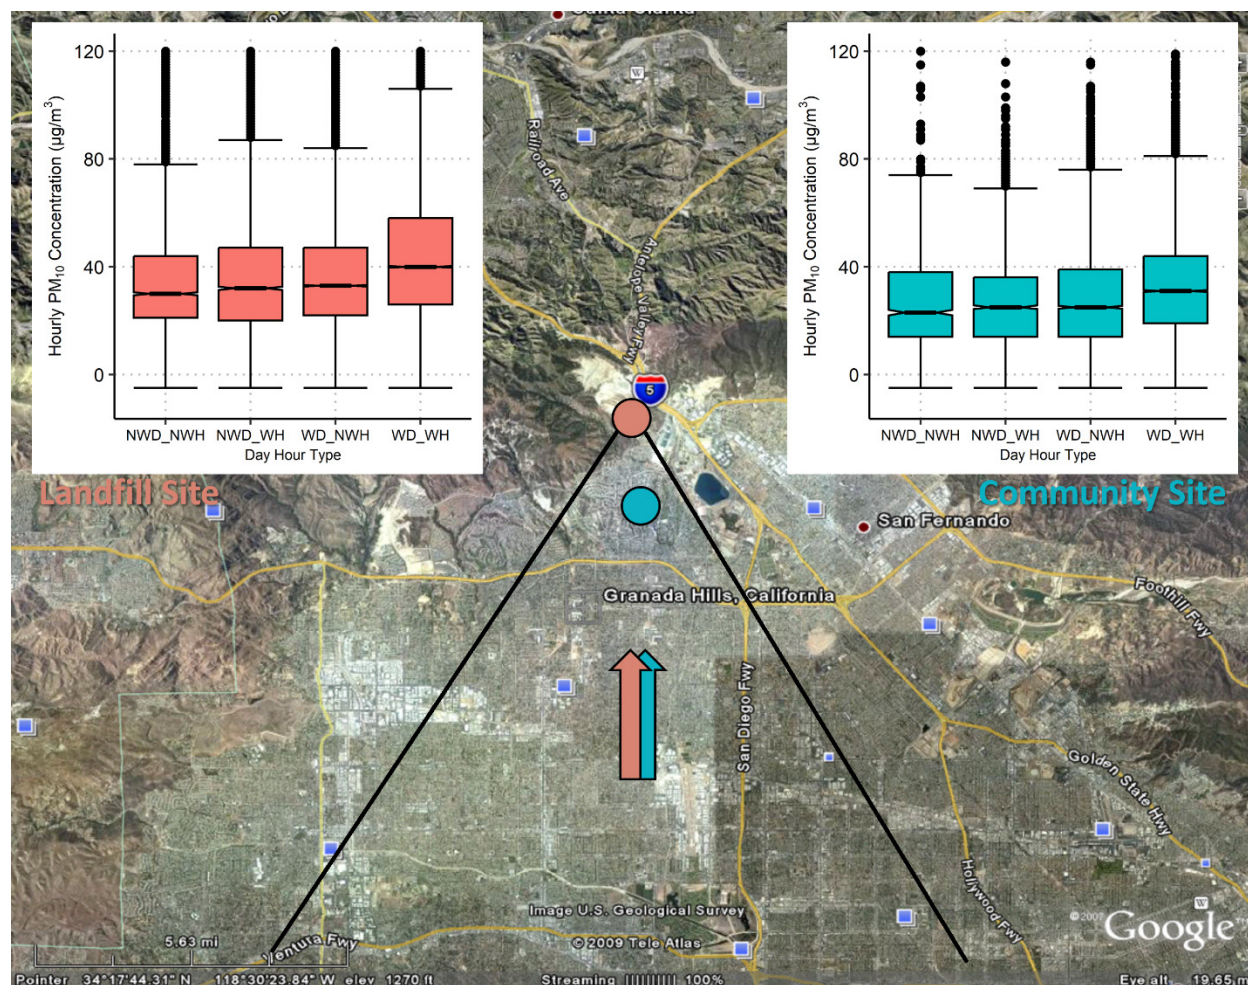 120
80
40
0
Hourly PM₁₀ Concentration (µg/m³)
NWD_NWH NWD_WH WD_NWH WD_WH
Day Hour Type
Landfill Site
120
80
40
0
Hourly PM₁₀ Concentration (µg/m³)
NWD_NWH NWD_WH WD_NWH WD_WH
Day Hour Type
Community Site
W
Railroad Ave
Antelope Valley Fwy
5
San Fernando
Granada Hills, California
Foothill Fwy
San Diego Fwy
Golden State Hwy
Hollywood Fwy
Ventura Fwy
5.63 mi
Image U.S. Geological Survey
© 2009 Tele Atlas
W
© 2007 Google™
Pointer 34°17'44.31" N 118°30'23.84" W elev 1270 ft Streaming |||||||||| 100% Eye alt 19.65 m